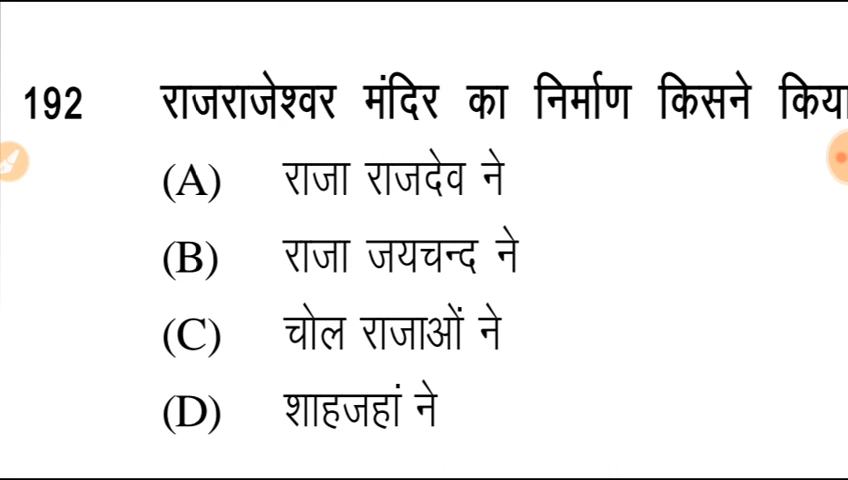 192 राजराजेश्वर मंदिर का निर्माण किसने किया
(A) राजा राजदेव ने
(B) राजा जयचन्द ने
(C) चोल राजाओं ने
(D) शाहजहां ने